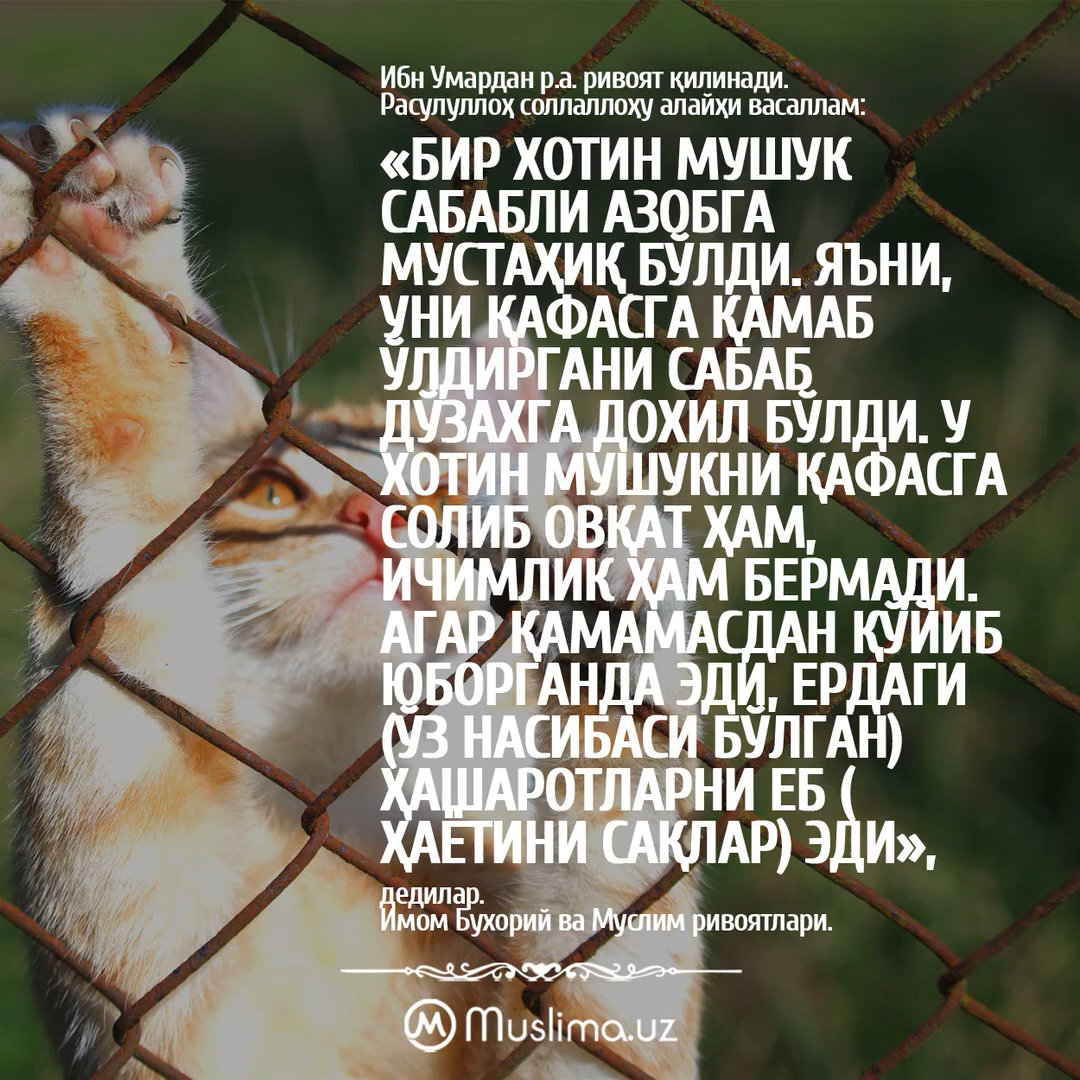 Ибн Умардан р.а. ривоят қилинади.
Расулуллоҳ соллаллоҳу алайҳи васаллам:
«БИР ХОТИН МУШУК
САБАБЛИ АЗОБГА
МУСТАҲИҚ БЎЛДИ. ЯЪНИ,
УНИ ҚАФАСГА ҚАМАБ
ЎЛДИРГАНИ САБАБ
ДЎЗАХГА ДОХИЛ БЎЛДИ. У
ХОТИН МУШУКНИ ҚАФАСГА
СОЛИБ ОВҚАТ ҲАМ,
ИЧИМЛИК ҲАМ БЕРМАДИ.
АГАР ҚАМАМАСДАН ҚЎЙИБ
ЮБОРГАНДА ЭДИ, ЕРДАГИ
(ЎЗ НАСИБАСИ БЎЛГАН)
ҲАШАРОТЛАРНИ ЕБ (
ҲАЁТИНИ САҚЛАР) ЭДИ»,
дедилар.
Имом Бухорий ва Муслим ривоятлари.
Muslima.uz